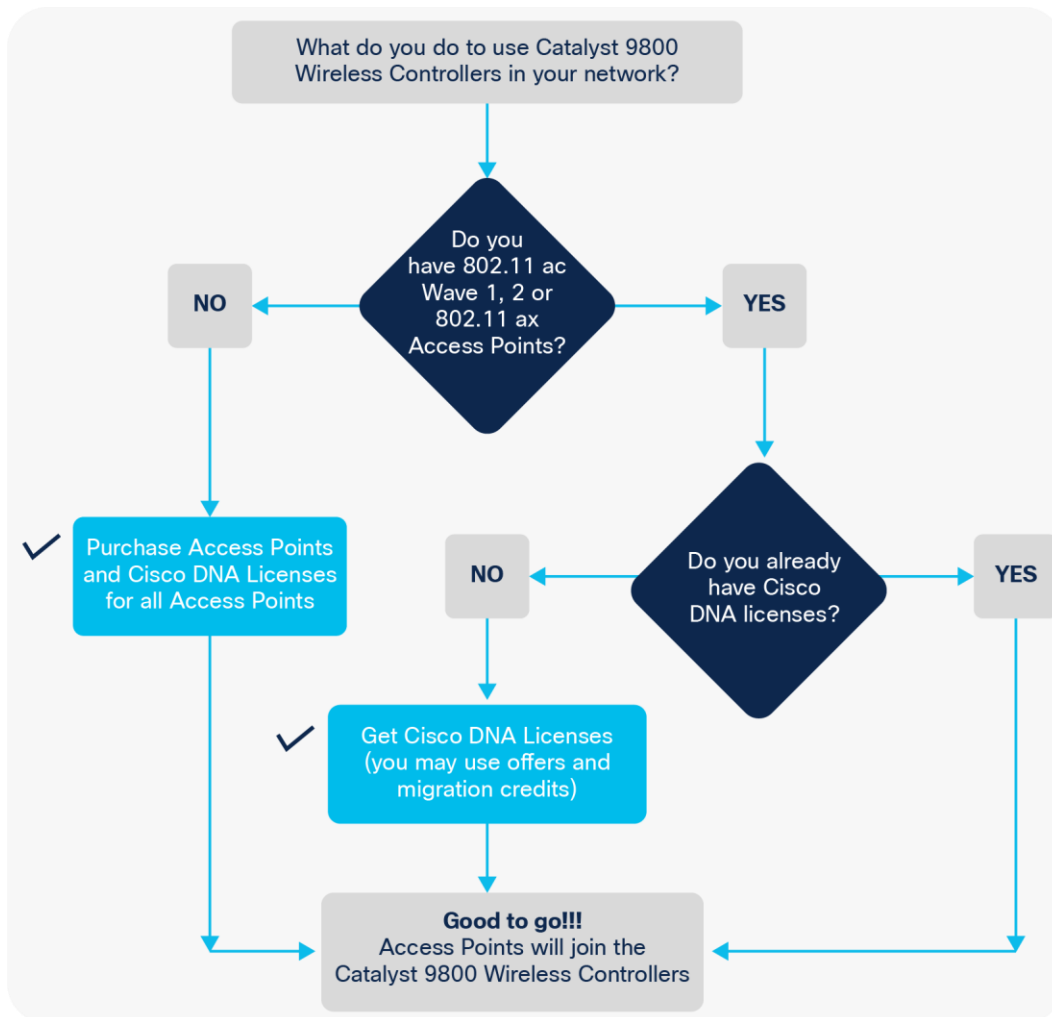 What do you do to use Catalyst 9800
Wireless Controllers in your network?
Do you
have 802.11 ac
Wave 1, 2 or
802.11 ax
Access Points?
NO
YES
Purchase Access Points
and Cisco DNA Licenses
for all Access Points
NO
Do you already
have Cisco
DNA licenses?
YES
Get Cisco DNA Licenses
(you may use offers and
migration credits)
Good to go!!!
Access Points will join the
Catalyst 9800 Wireless Controllers